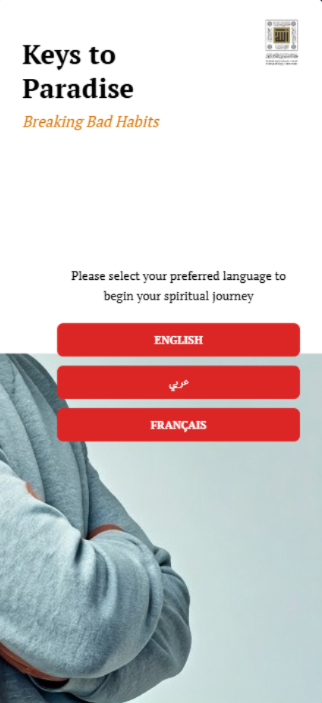 Keys to
Paradise
Breaking Bad Habits
Please select your preferred language to
begin your spiritual journey
ENGLISH
عربي
FRANÇAIS